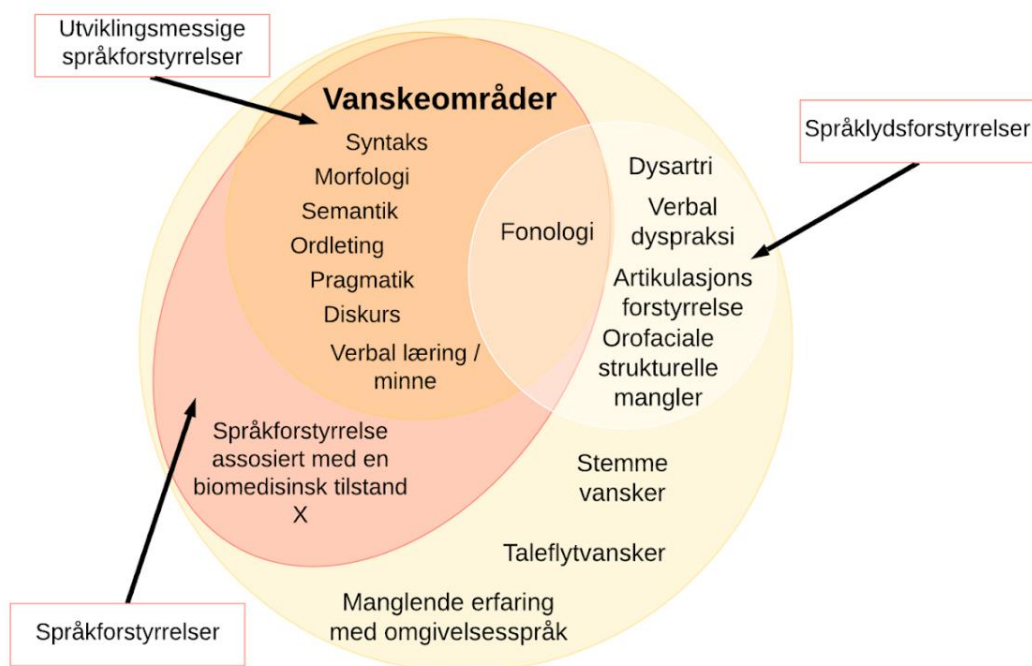 Utviklingsmessige
språkforstyrrelser
Vanskeområder
Syntaks
Morfologi
Semantik
Ordleting
Pragmatik
Diskurs
Verbal læring /
minne
Fonologi
Språklydsforstyrrelser
Dysartri
Verbal
dyspraksi
Artikulasjons
forstyrrelse
Orofaciale
strukturelle
mangler
Språkforstyrrelse
assosiert med en
biomedisinsk tilstand
X
Stemme
vansker
Taleflytvansker
Manglende erfaring
med omgivelsesspråk
Språkforstyrrelser